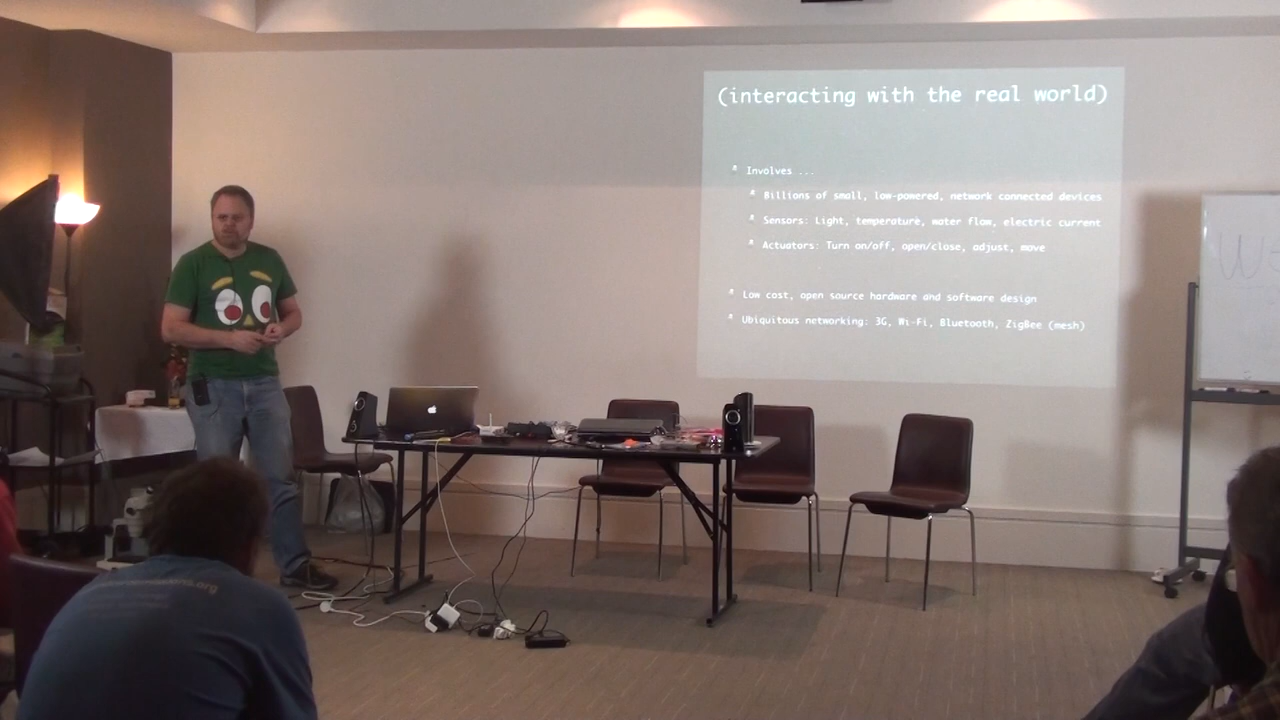 (interacting with the real world)
Involves ...
Billions of small, low-powered, network connected devices
Sensors: Light, temperature, water flow, electric current
Actuators: Turn on/off, open/close, adjust, move
Low cost, open source hardware and software design
Ubiquitous networking: 3G, Wi-Fi, Bluetooth, ZigBee (mesh)